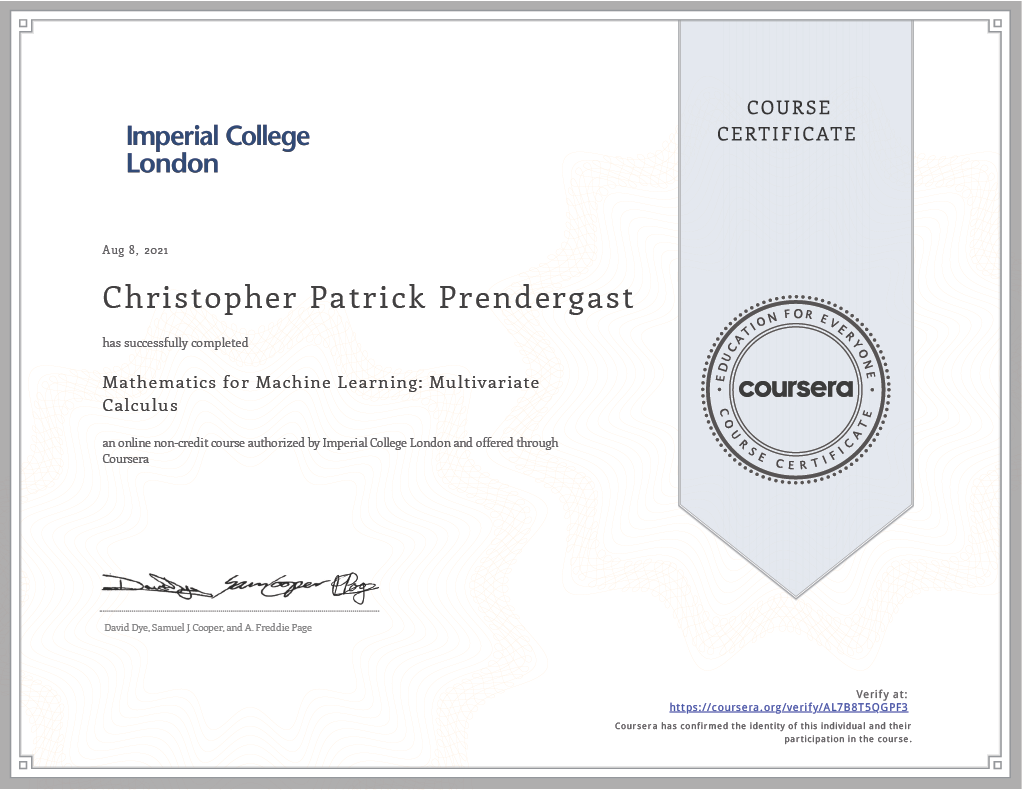 COURSE
CERTIFICATE
Imperial College
London
Aug 8, 2021
Christopher Patrick Prendergast
has successfully completed
Mathematics for Machine Learning: Multivariate
Calculus
an online non-credit course authorized by Imperial College London and offered through
Coursera
EDUCATION FOR EVERYONE
coursera
COURSE CERTIFICATE
David Dye, Samuel J. Cooper, and A. Freddie Page
Verify at:
https://coursera.org/verify/AL7B8T5QGPF3
Coursera has confirmed the identity of this individual and their
participation in the course.